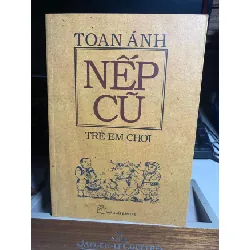 TOAN ÁNH
NẾP
CŨ
TRẺ EM CHƠI